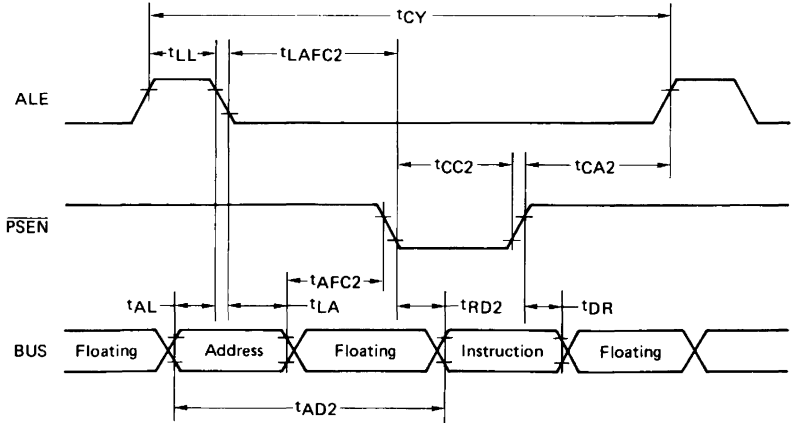 tCY
tLL
tLAFC2
ALE
tCC2
tCA2
PSEN
tAFC2
tAL
tLA
tRD2
tDR
BUS
Floating
Address
Floating
Instruction
Floating
tAD2